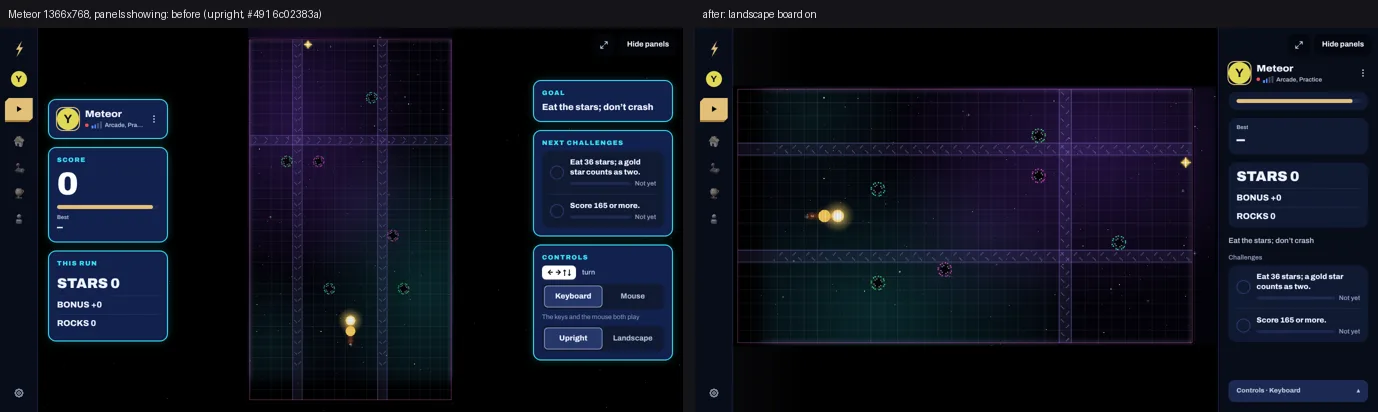 Meteor 1366x768, panels showing: before (upright, #491 6c02383a)
Y
Hide panels
Y
Meteor
Arcade, Pra...
SCORE
0
Best
—
THIS RUN
STARS 0
BONUS +0
ROCKS 0
GOAL
Eat the stars; don't crash
NEXT CHALLENGES
Eat 36 stars; a gold
star counts as two.
Not yet
Score 165 or more.
Not yet
CONTROLS
←→↑↓ turn
Keyboard Mouse
The keys and the mouse both play
Upright Landscape
after: landscape board on
Y
Hide panels
Y
Meteor
Arcade, Practice
Best
—
STARS 0
BONUS +0
ROCKS 0
Eat the stars; don't crash
Challenges
Eat 36 stars; a gold star
counts as two.
Not yet
Score 165 or more.
Not yet
Controls · Keyboard